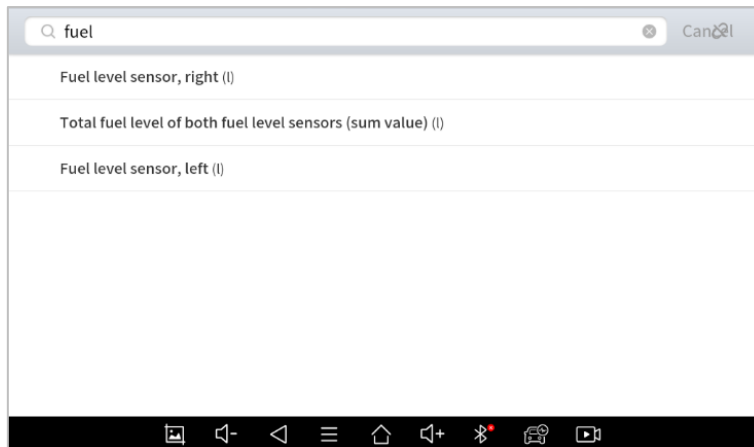 fuel Cancel
Fuel level sensor, right (l)
Total fuel level of both fuel level sensors (sum value) (l)
Fuel level sensor, left (l)